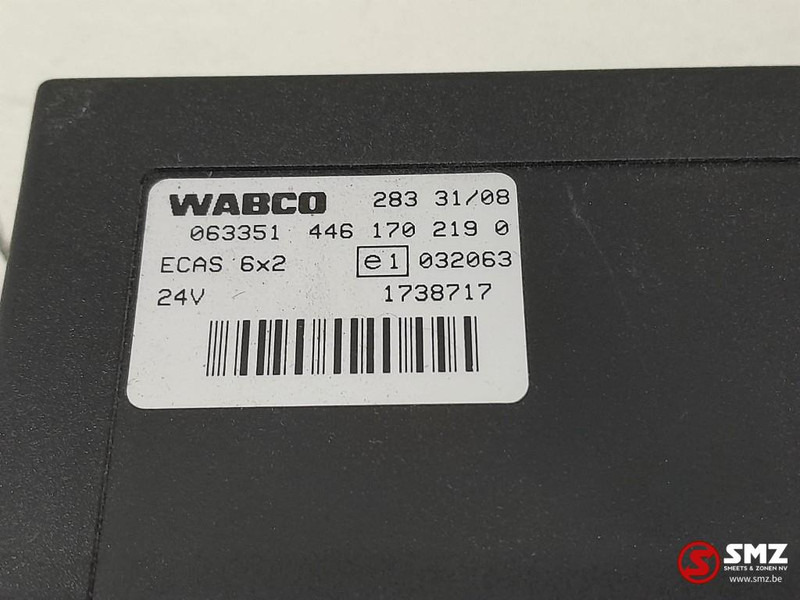 WABCO 283 31/08
063351 446 170 219 0
ECAS 6x2 e1 032063
24V 1738717
SMZ
SMEETS & ZONEN NV
www.smz.be